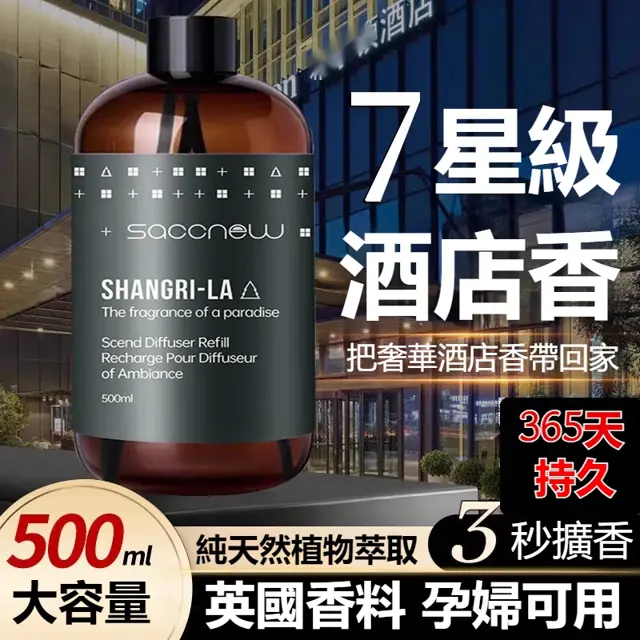 酒店
7星級
酒店香
把奢華酒店香帶回家
saccnew
SHANGRI-LA
The fragrance of a paradise
Scend Diffuser Refill
Recharge Pour Diffuseur
of Ambiance
500ml
365天
持久
500ml
大容量
純天然植物萃取
3秒擴香
英國香料 孕婦可用